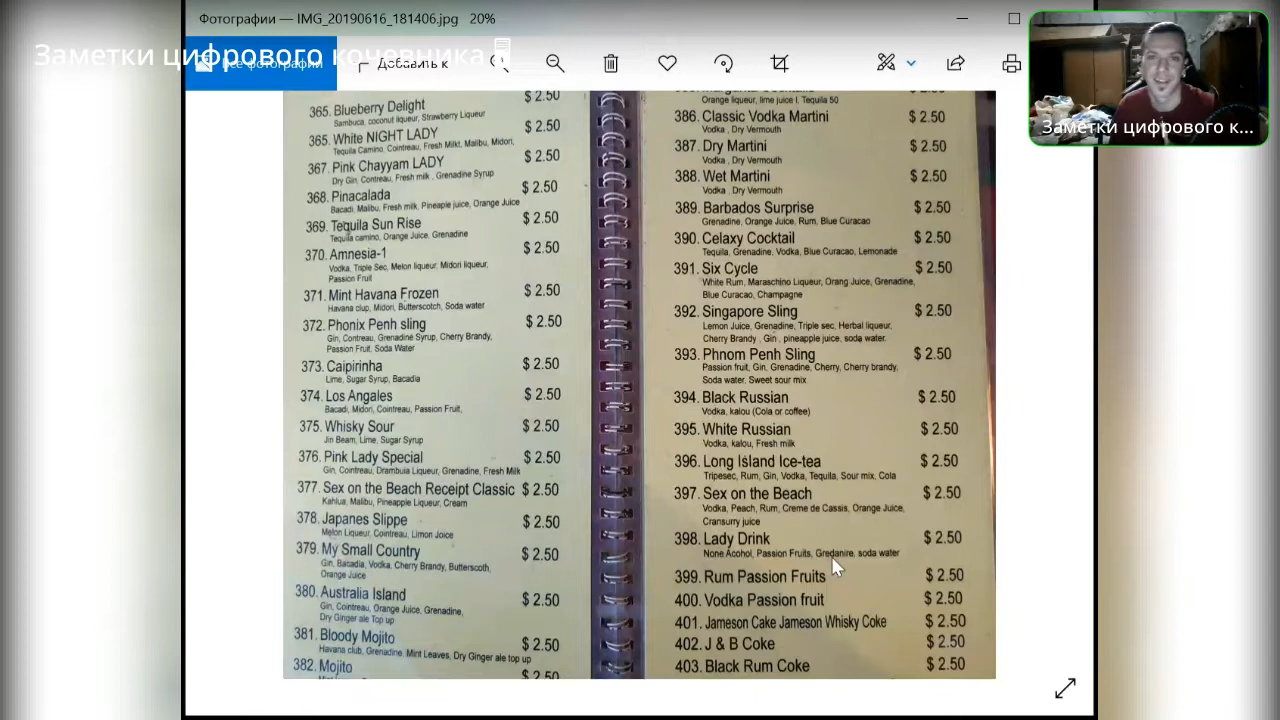 Фотографии — IMG_20190616_181406.jpg 20%
Заметки цифрового кочевника
Все фотографии
Добавить к
Заметки цифрового к...
$ 2.50
365. Blueberry Delight
Sambuca, coconut liqueur, Strawberry Liqueur
$ 2.50
365. White NIGHT LADY
Tequila Camino, Cointreau, Fresh Milkt, Malibu, Midori,
$ 2.50
367. Pink Chayyam LADY
Dry Gin, Contreau, Fresh milk , Grenadine Syrup
$ 2.50
368. Pinacalada
Bacadi, Malibu, Fresh milk, Pineaple juice, Orange Juice
$ 2.50
369. Tequila Sun Rise
Tequila camino, Orange Juice, Grenadine
$ 2.50
370. Amnesia-1
Vodka, Triple Sec, Melon liqueur, Midori liqueur,
Passion Fruit
$ 2.50
371. Mint Havana Frozen
Havana clup, Midori, Butterscotch, Soda water
$ 2.50
372. Phonix Penh sling
Gin, Contreau, Grenadine Syrup, Cherry Brandy,
Passion Fruit, Soda Water
$ 2.50
373. Caipirinha
Lime, Sugar Syrup, Bacadia
$ 2.50
374. Los Angales
Bacadi, Midori, Cointreau, Passion Fruit,
$ 2.50
375. Whisky Sour
Jin Beam, Lime, Sugar Syrup
$ 2.50
376. Pink Lady Special
Gin, Cointreau, Drambuia Liqueur, Grenadine, Fresh Milk
$ 2.50
377. Sex on the Beach Receipt Classic $ 2.50
Kahlua, Malibu, Pineapple Liqueur, Cream
378. Japanes Slippe $ 2.50
Melon Liqueur, Cointreau, Limon Joice
379. My Small Country $ 2.50
Gin, Bacadia, Vodka, Cherry Brandy, Butterscoth,
Orange Juice
380. Australia Island $ 2.50
Gin, Cointreau, Orange Juice, Grenadine,
Dry Ginger ale Top up
381. Bloody Mojito $ 2.50
Havana club, Grenadine, Mint Leaves, Dry Ginger ale top up
382. Mojito $ 2.50
Orange liqueur, lime juice l, Tequila 50
386. Classic Vodka Martini $ 2.50
Vodka , Dry Vermouth
387. Dry Martini $ 2.50
Vodka , Dry Vermouth
388. Wet Martini $ 2.50
Vodka , Dry Vermouth
389. Barbados Surprise $ 2.50
Grenadine, Orange Juice, Rum, Blue Curacao
390. Celaxy Cocktail $ 2.50
Tequila, Grenadine, Vodka, Blue Curacao, Lemonade
391. Six Cycle $ 2.50
White Rum, Maraschino Liqueur, Orang Juice, Grenadine,
Blue Curacao, Champagne
392. Singapore Sling $ 2.50
Lemon Juice, Grenadine, Triple sec, Herbal liqueur,
Cherry Brandy , Gin , pineapple juice, soda water.
393. Phnom Penh Sling $ 2.50
Passion fruit, Gin, Grenadine, Cherry, Cherry brandy,
Soda water. Sweet sour mix
394. Black Russian $ 2.50
Vodka, kalou (Cola or coffee)
395. White Russian $ 2.50
Vodka, kalou, Fresh milk
396. Long Island Ice-tea $ 2.50
Tripesec, Rum, Gin, Vodka, Tequila, Sour mix, Cola
397. Sex on the Beach $ 2.50
Vodka, Peach, Rum, Creme de Cassis, Orange Juice,
Cransurry juice
398. Lady Drink $ 2.50
None Acohol, Passion Fruits, Gredanire, soda water
399. Rum Passion Fruits $ 2.50
400. Vodka Passion fruit $ 2.50
401. Jameson Cake Jameson Whisky Coke $ 2.50
402. J & B Coke $ 2.50
403. Black Rum Coke $ 2.50